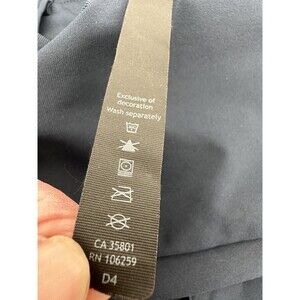 Exclusive of
decoration
Wash separately
CA 35801
RN 106259
D4